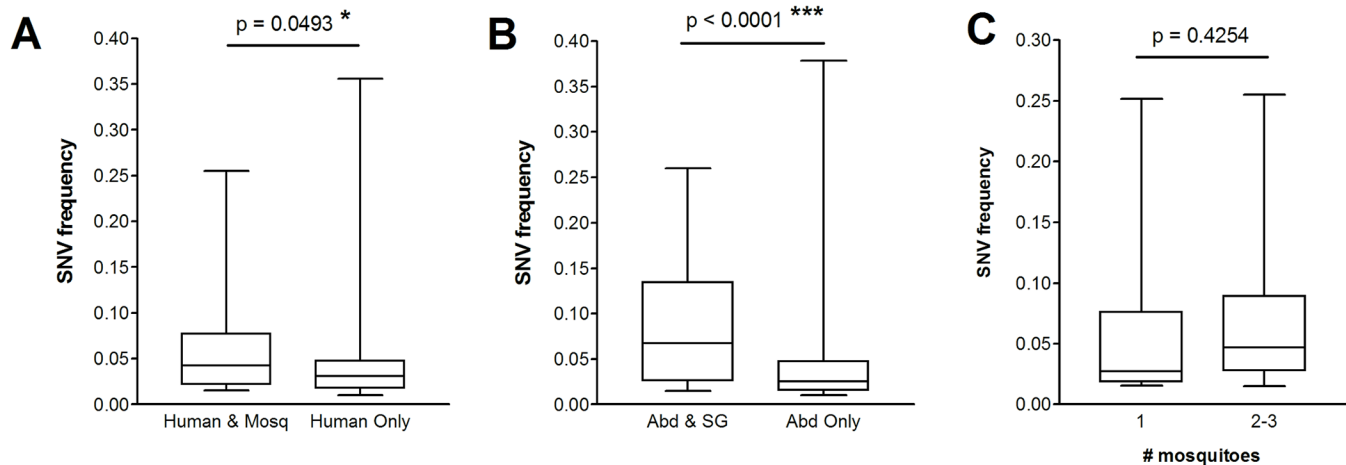 A
p = 0.0493 *
SNV frequency
0.40
0.35
0.30
0.25
0.20
0.15
0.10
0.05
0.00
Human & Mosq
Human Only
B
p < 0.0001 ***
SNV frequency
0.40
0.35
0.30
0.25
0.20
0.15
0.10
0.05
0.00
Abd & SG
Abd Only
C
p = 0.4254
SNV frequency
0.30
0.25
0.20
0.15
0.10
0.05
0.00
1
2-3
# mosquitoes